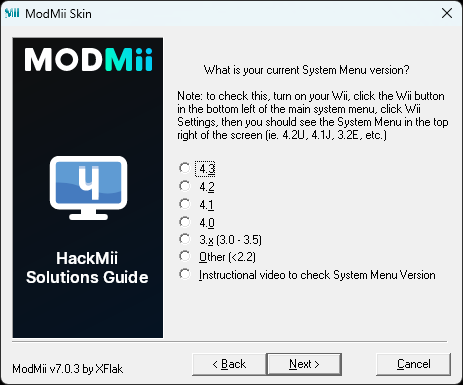 ModMii Skin
MODMii
HackMii
Solutions Guide
What is your current System Menu version?
Note: to check this, turn on your Wii, click the Wii button
in the bottom left of the main system menu, click Wii
Settings, then you should see the System Menu in the top
right of the screen (ie. 4.2U, 4.1J, 3.2E, etc.)
4.3
4.2
4.1
4.0
3.x (3.0 - 3.5)
Other (<2.2)
Instructional video to check System Menu Version
ModMii v7.0.3 by XFlak
< Back
Next >
Cancel